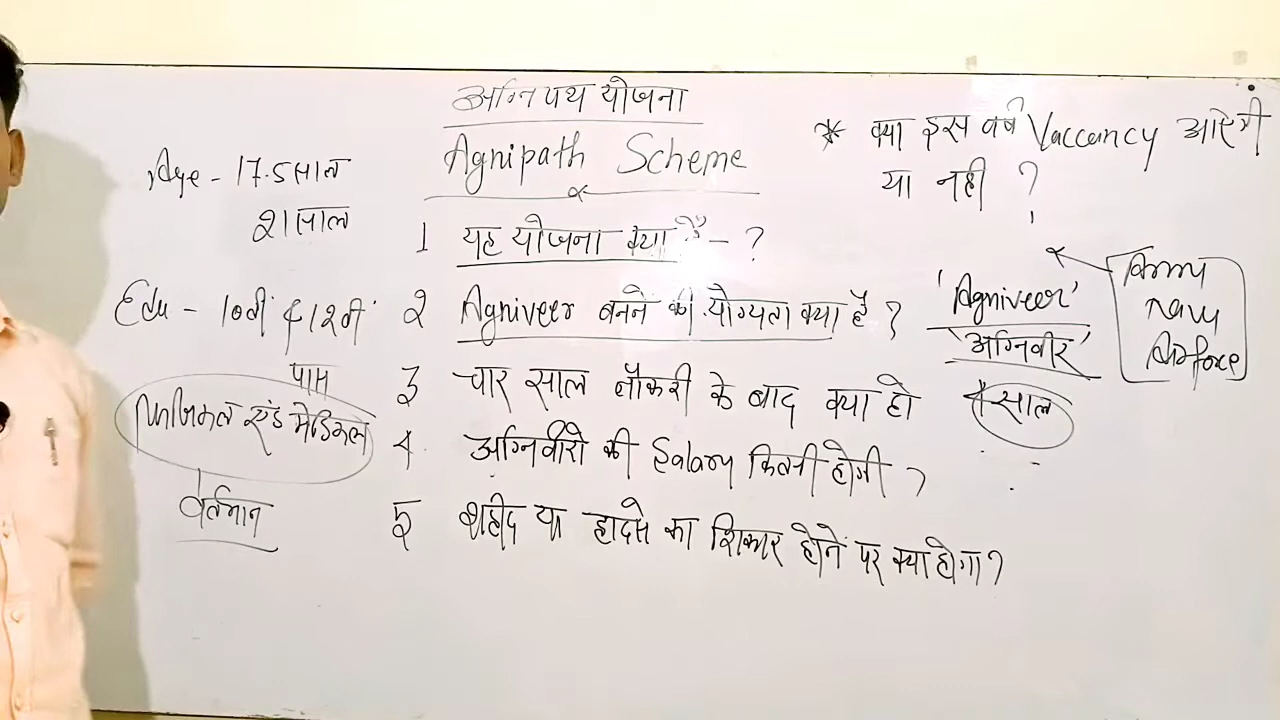 अग्निपथ योजना
Agnipath Scheme
Age - 17.5 साल
21 साल
Edu - 10वीं & 12वीं
पास
फिजिकल एंड मेडिकल
वर्तमान
1 यह योजना क्या है - ?
2 Agniveer बनने की योग्यता क्या है ?
3 चार साल नौकरी के बाद क्या हो
4. अग्निवीरो की Salary कितनी होगी ?
5 शहीद या हादसे का शिकार होने पर क्या होगा ?
* क्या इस वर्ष Vaccancy आऐगी
या नही ?
'Agniveer'
'अग्निवीर'
4 साल
Army
Navy
Airforce